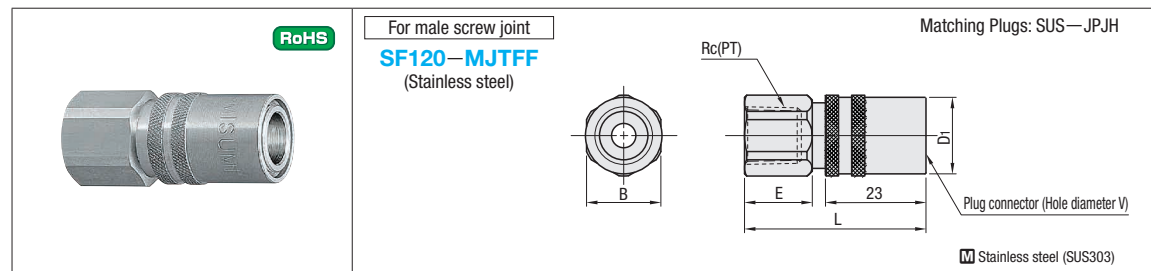 RoHS
MISUMI
For male screw joint
SF120—MJTFF
(Stainless steel)
Matching Plugs: SUS—JPJH
Rc(PT)
B
E
23
L
D1
Plug connector (Hole diameter V)
M Stainless steel (SUS303)